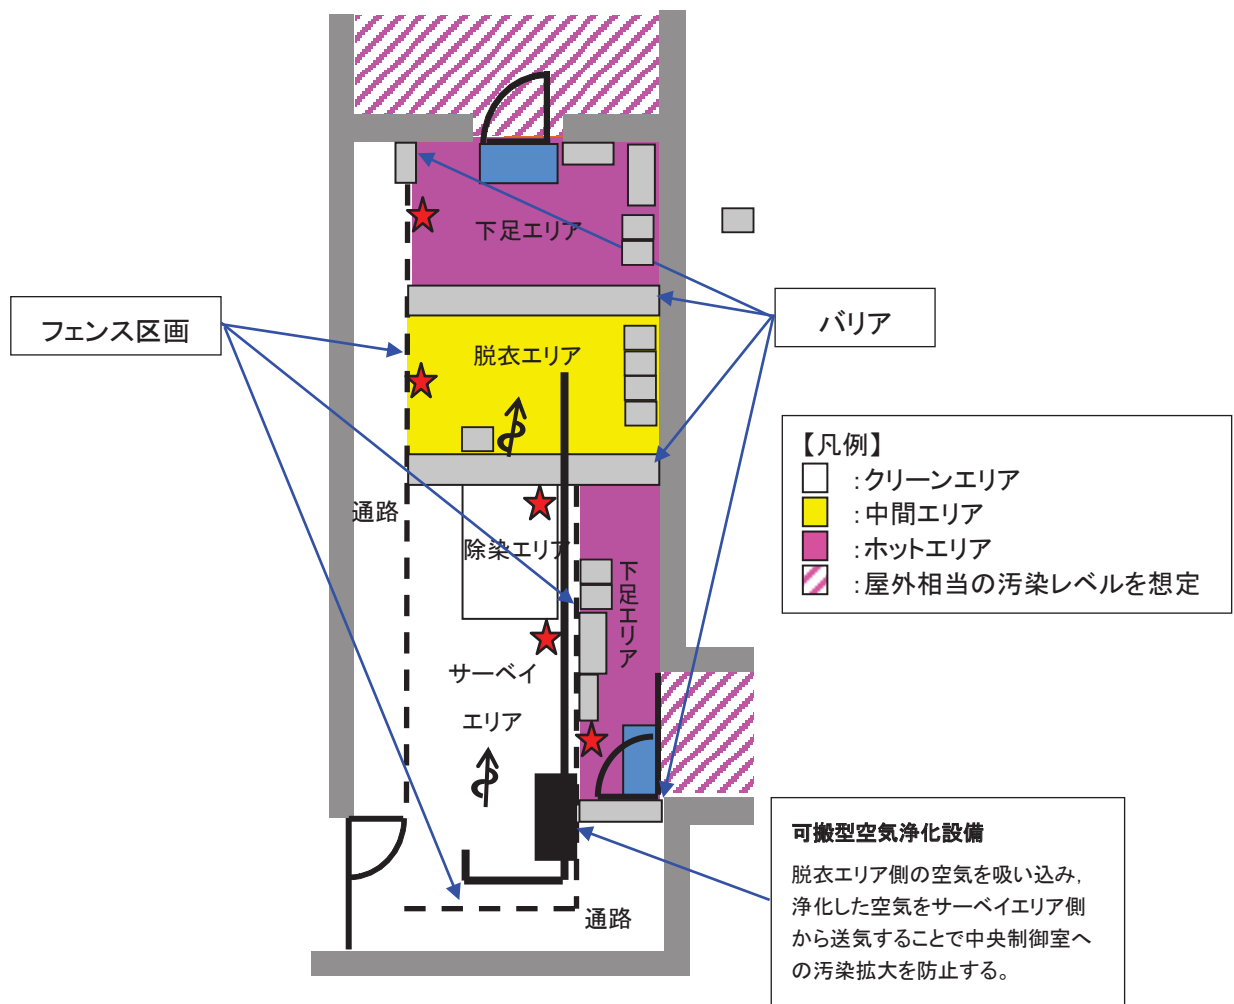 下足エリア
フェンス区画
バリア
脱衣エリア
【凡例】
:クリーンエリア
:中間エリア
:ホットエリア
:屋外相当の汚染レベルを想定
通路
除染エリア
下足エリア
サーベイ
エリア
可搬型空気浄化設備
脱衣エリア側の空気を吸い込み,
浄化した空気をサーベイエリア側
から送気することで中央制御室へ
の汚染拡大を防止する。
通路